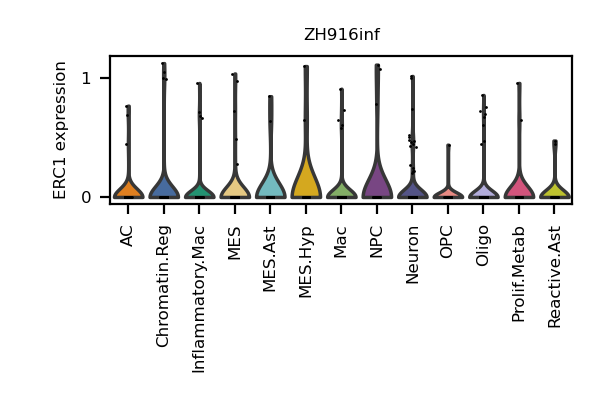 ZH916inf
ERC1 expression
1
0
AC
Chromatin.Reg
Inflammatory.Mac
MES
MES.Ast
MES.Hyp
Mac
NPC
Neuron
OPC
Oligo
Prolif.Metab
Reactive.Ast